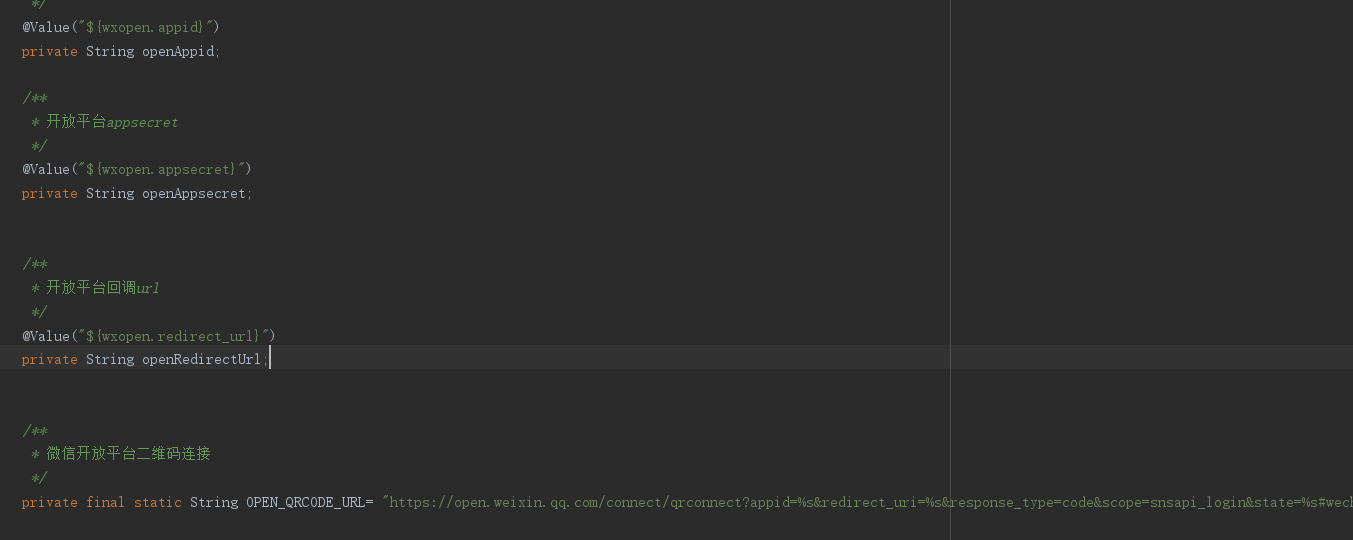 */
@Value("${wxopen.appid}")
private String openAppid;
/**
* 开放平台appsecret
*/
@Value("${wxopen.appsecret}")
private String openAppsecret;
/**
* 开放平台回调url
*/
@Value("${wxopen.redirect_url}")
private String openRedirectUrl;
/**
* 微信开放平台二维码连接
*/
private final static String OPEN_QRCODE_URL= "https://open.weixin.qq.com/connect/qrconnect?appid=%s&redirect_uri=%s&response_type=code&scope=snsapi_login&state=%s#wec